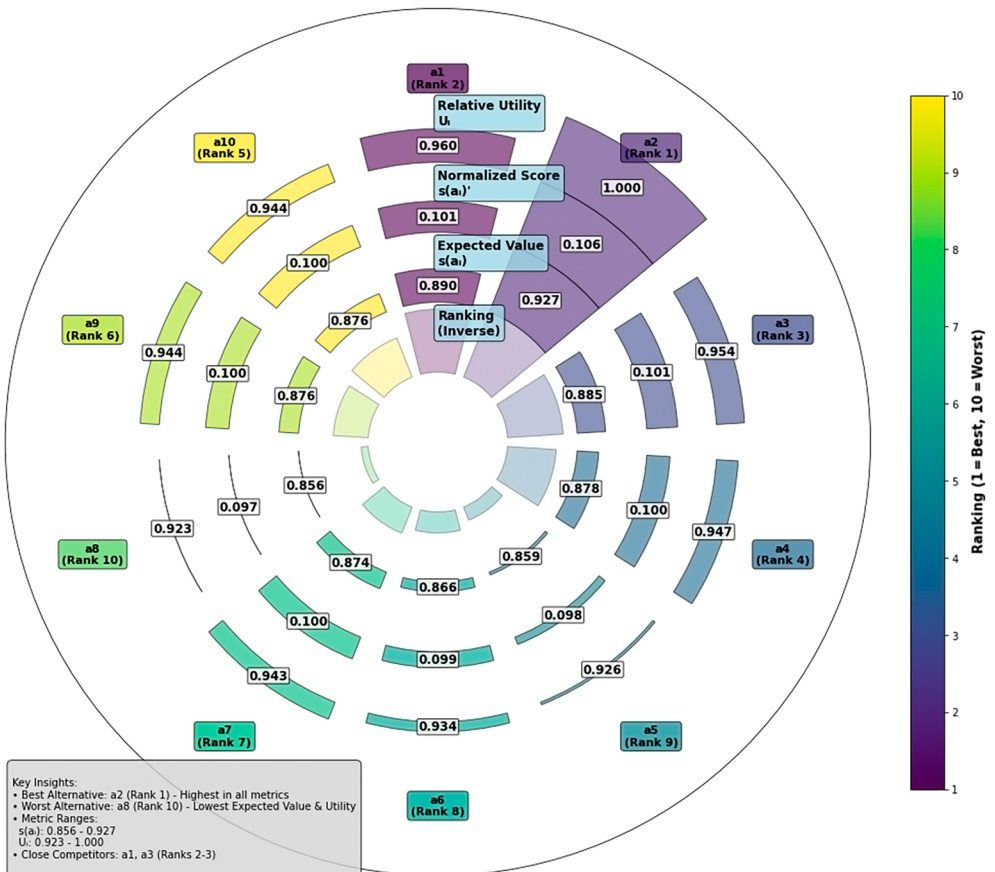 a1
(Rank 2)
Relative Utility
Uᵢ
0.960
Normalized Score
s(aᵢ)'
0.101
Expected Value
s(aᵢ)
0.890
Ranking
(Inverse)
a2
(Rank 1)
1.000
0.106
0.927
a3
(Rank 3)
0.954
0.101
0.885
a4
(Rank 4)
0.947
0.100
0.878
a5
(Rank 9)
0.926
0.098
0.859
a6
(Rank 8)
0.934
0.099
0.866
a7
(Rank 7)
0.943
0.100
0.874
a8
(Rank 10)
0.923
0.097
0.856
a9
(Rank 6)
0.944
0.100
0.876
a10
(Rank 5)
0.944
0.100
0.876
10
9
8
7
6
5
4
3
2
1
Ranking (1=Best, 10=Worst)
Key Insights:
• Best Alternative: a2 (Rank 1) - Highest in all metrics
• Worst Alternative: a8 (Rank 10) - Lowest Expected Value & Utility
• Metric Ranges:
s(aᵢ): 0.856 - 0.927
Uᵢ: 0.923 - 1.000
• Close Competitors: a1, a3 (Ranks 2-3)